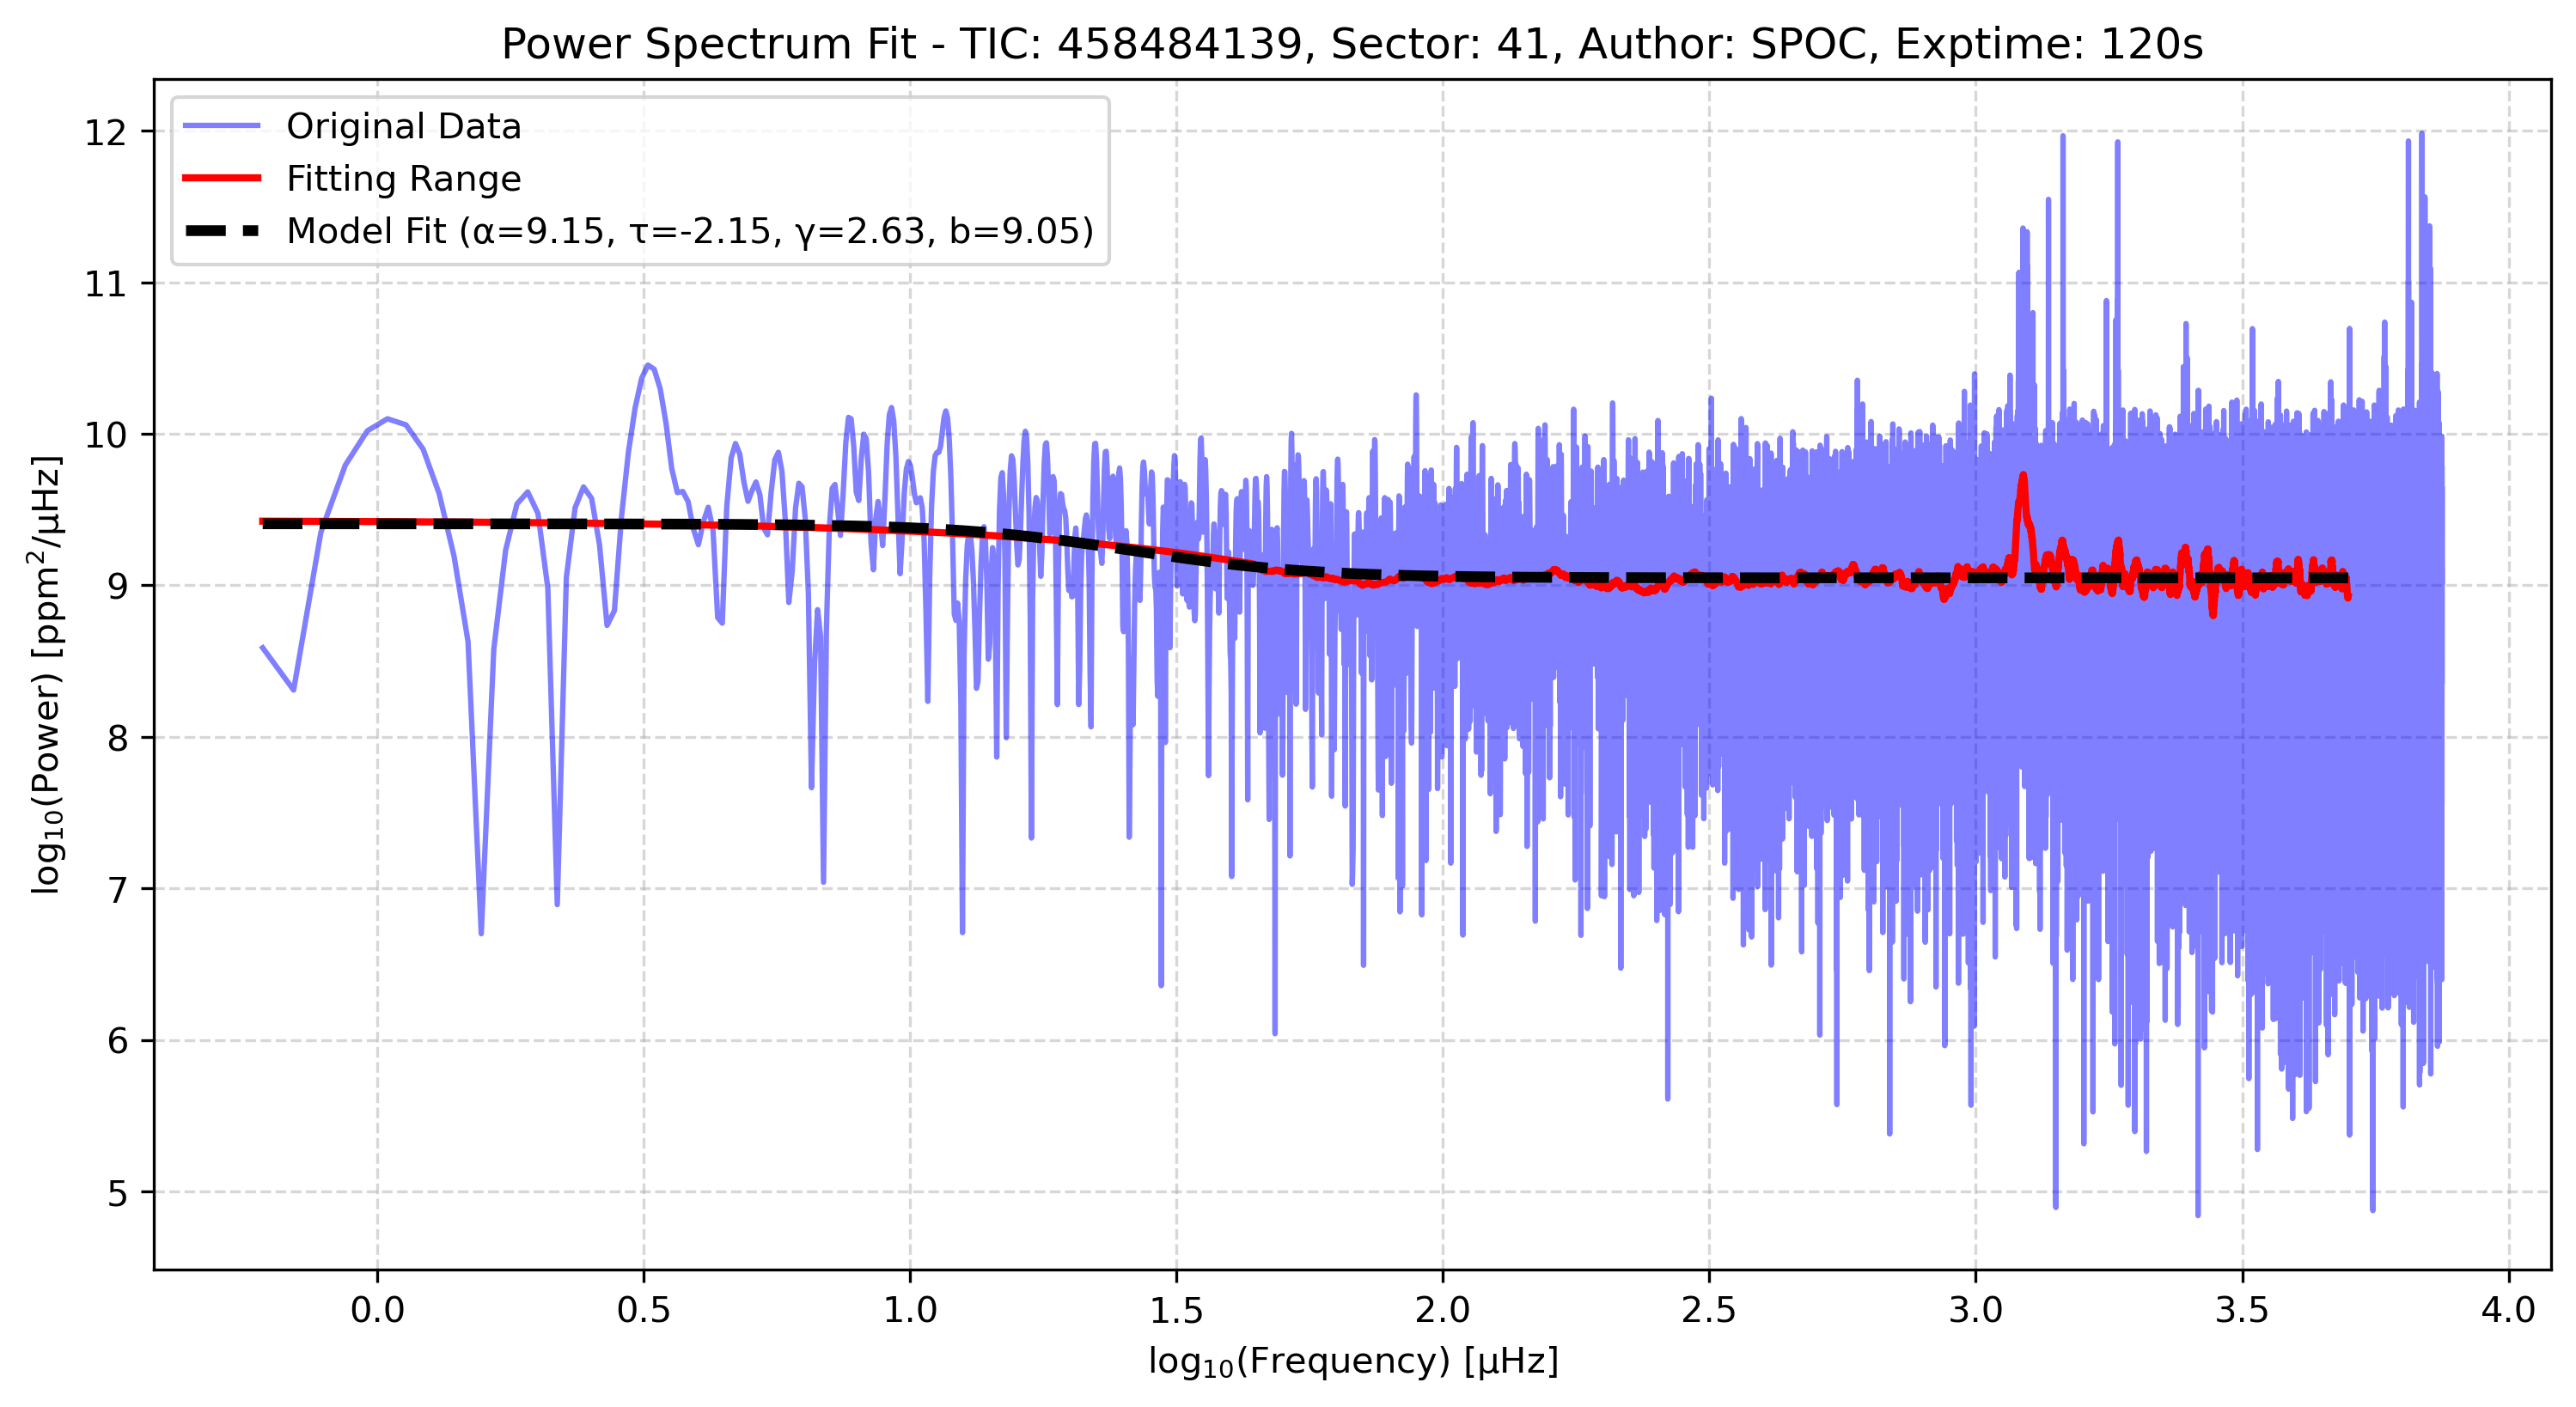 Power Spectrum Fit - TIC: 458484139, Sector: 41, Author: SPOC, Exptime: 120s
Original Data
Fitting Range
Model Fit (α=9.15, τ=-2.15, γ=2.63, b=9.05)
log₁₀(Power) [ppm²/μHz]
12
11
10
9
8
7
6
5
0.0 0.5 1.0 1.5 2.0 2.5 3.0 3.5 4.0
log₁₀(Frequency) [μHz]